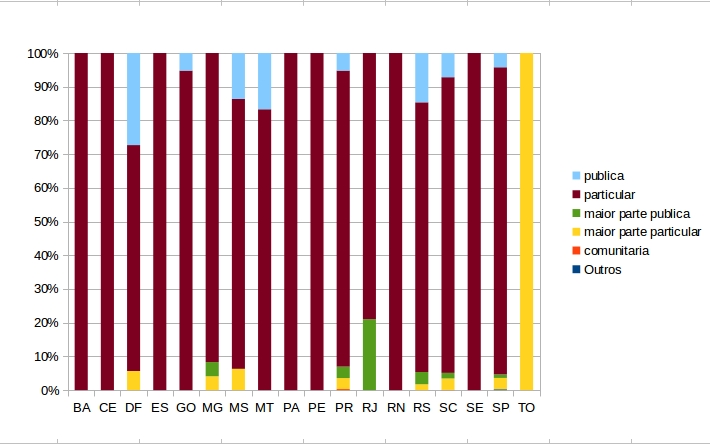 100%
90%
80%
70%
60%
50%
40%
30%
20%
10%
0%
BA CE DF ES GO MG MS MT PA PE PR RJ RN RS SC SE SP TO
publica
particular
maior parte publica
maior parte particular
comunitaria
Outros